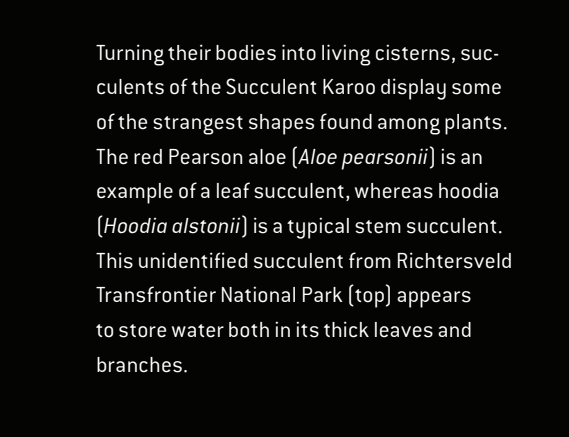 Turning their bodies into living cisterns, suc-
culents of the Succulent Karoo display some
of the strangest shapes found among plants.
The red Pearson aloe (Aloe pearsonii) is an
example of a leaf succulent, whereas hoodia
(Hoodia alstonii) is a typical stem succulent.
This unidentified succulent from Richtersveld
Transfrontier National Park (top) appears
to store water both in its thick leaves and
branches.